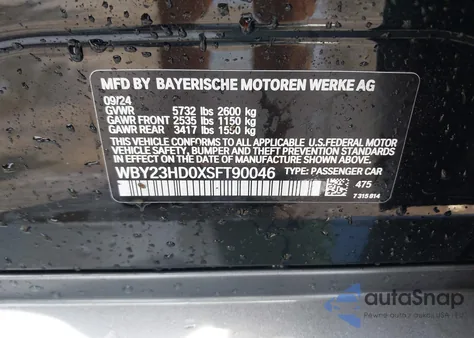 MFD BY BAYERISCHE MOTOREN WERKE AG
09/24
GVWR 5732 lbs 2600 kg
GAWR FRONT 2535 lbs 1150 kg
GAWR REAR 3417 lbs 1550 kg
THIS VEHICLE CONFORMS TO ALL APPLICABLE U.S. FEDERAL MOTOR
VEHICLE SAFETY, BUMPER AND THEFT PREVENTION STANDARDS IN
EFFECT ON THE DATE OF MANUFACTURE SHOWN ABOVE.
WBY23HD0XSFT90046 TYPE: PASSENGER CAR
475
7 315 814
autoSnap
Pewne auto z